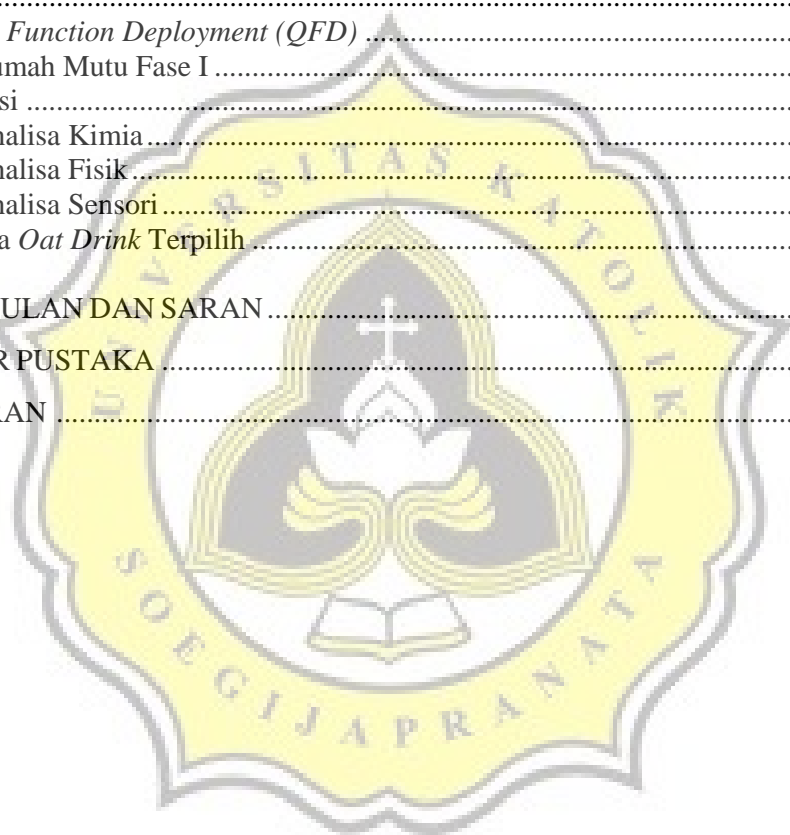 ................................................................
Function Deployment (QFD) ................................................................
umah Mutu Fase I ................................................................
si ................................................................
nalisa Kimia ................................................................
nalisa Fisik ................................................................
nalisa Sensori ................................................................
a Oat Drink Terpilih ................................................................
ULAN DAN SARAN ................................................................
R PUSTAKA ................................................................
RAN ................................................................
UNIVERSITAS KATOLIK
SOEGIJAPRANATA